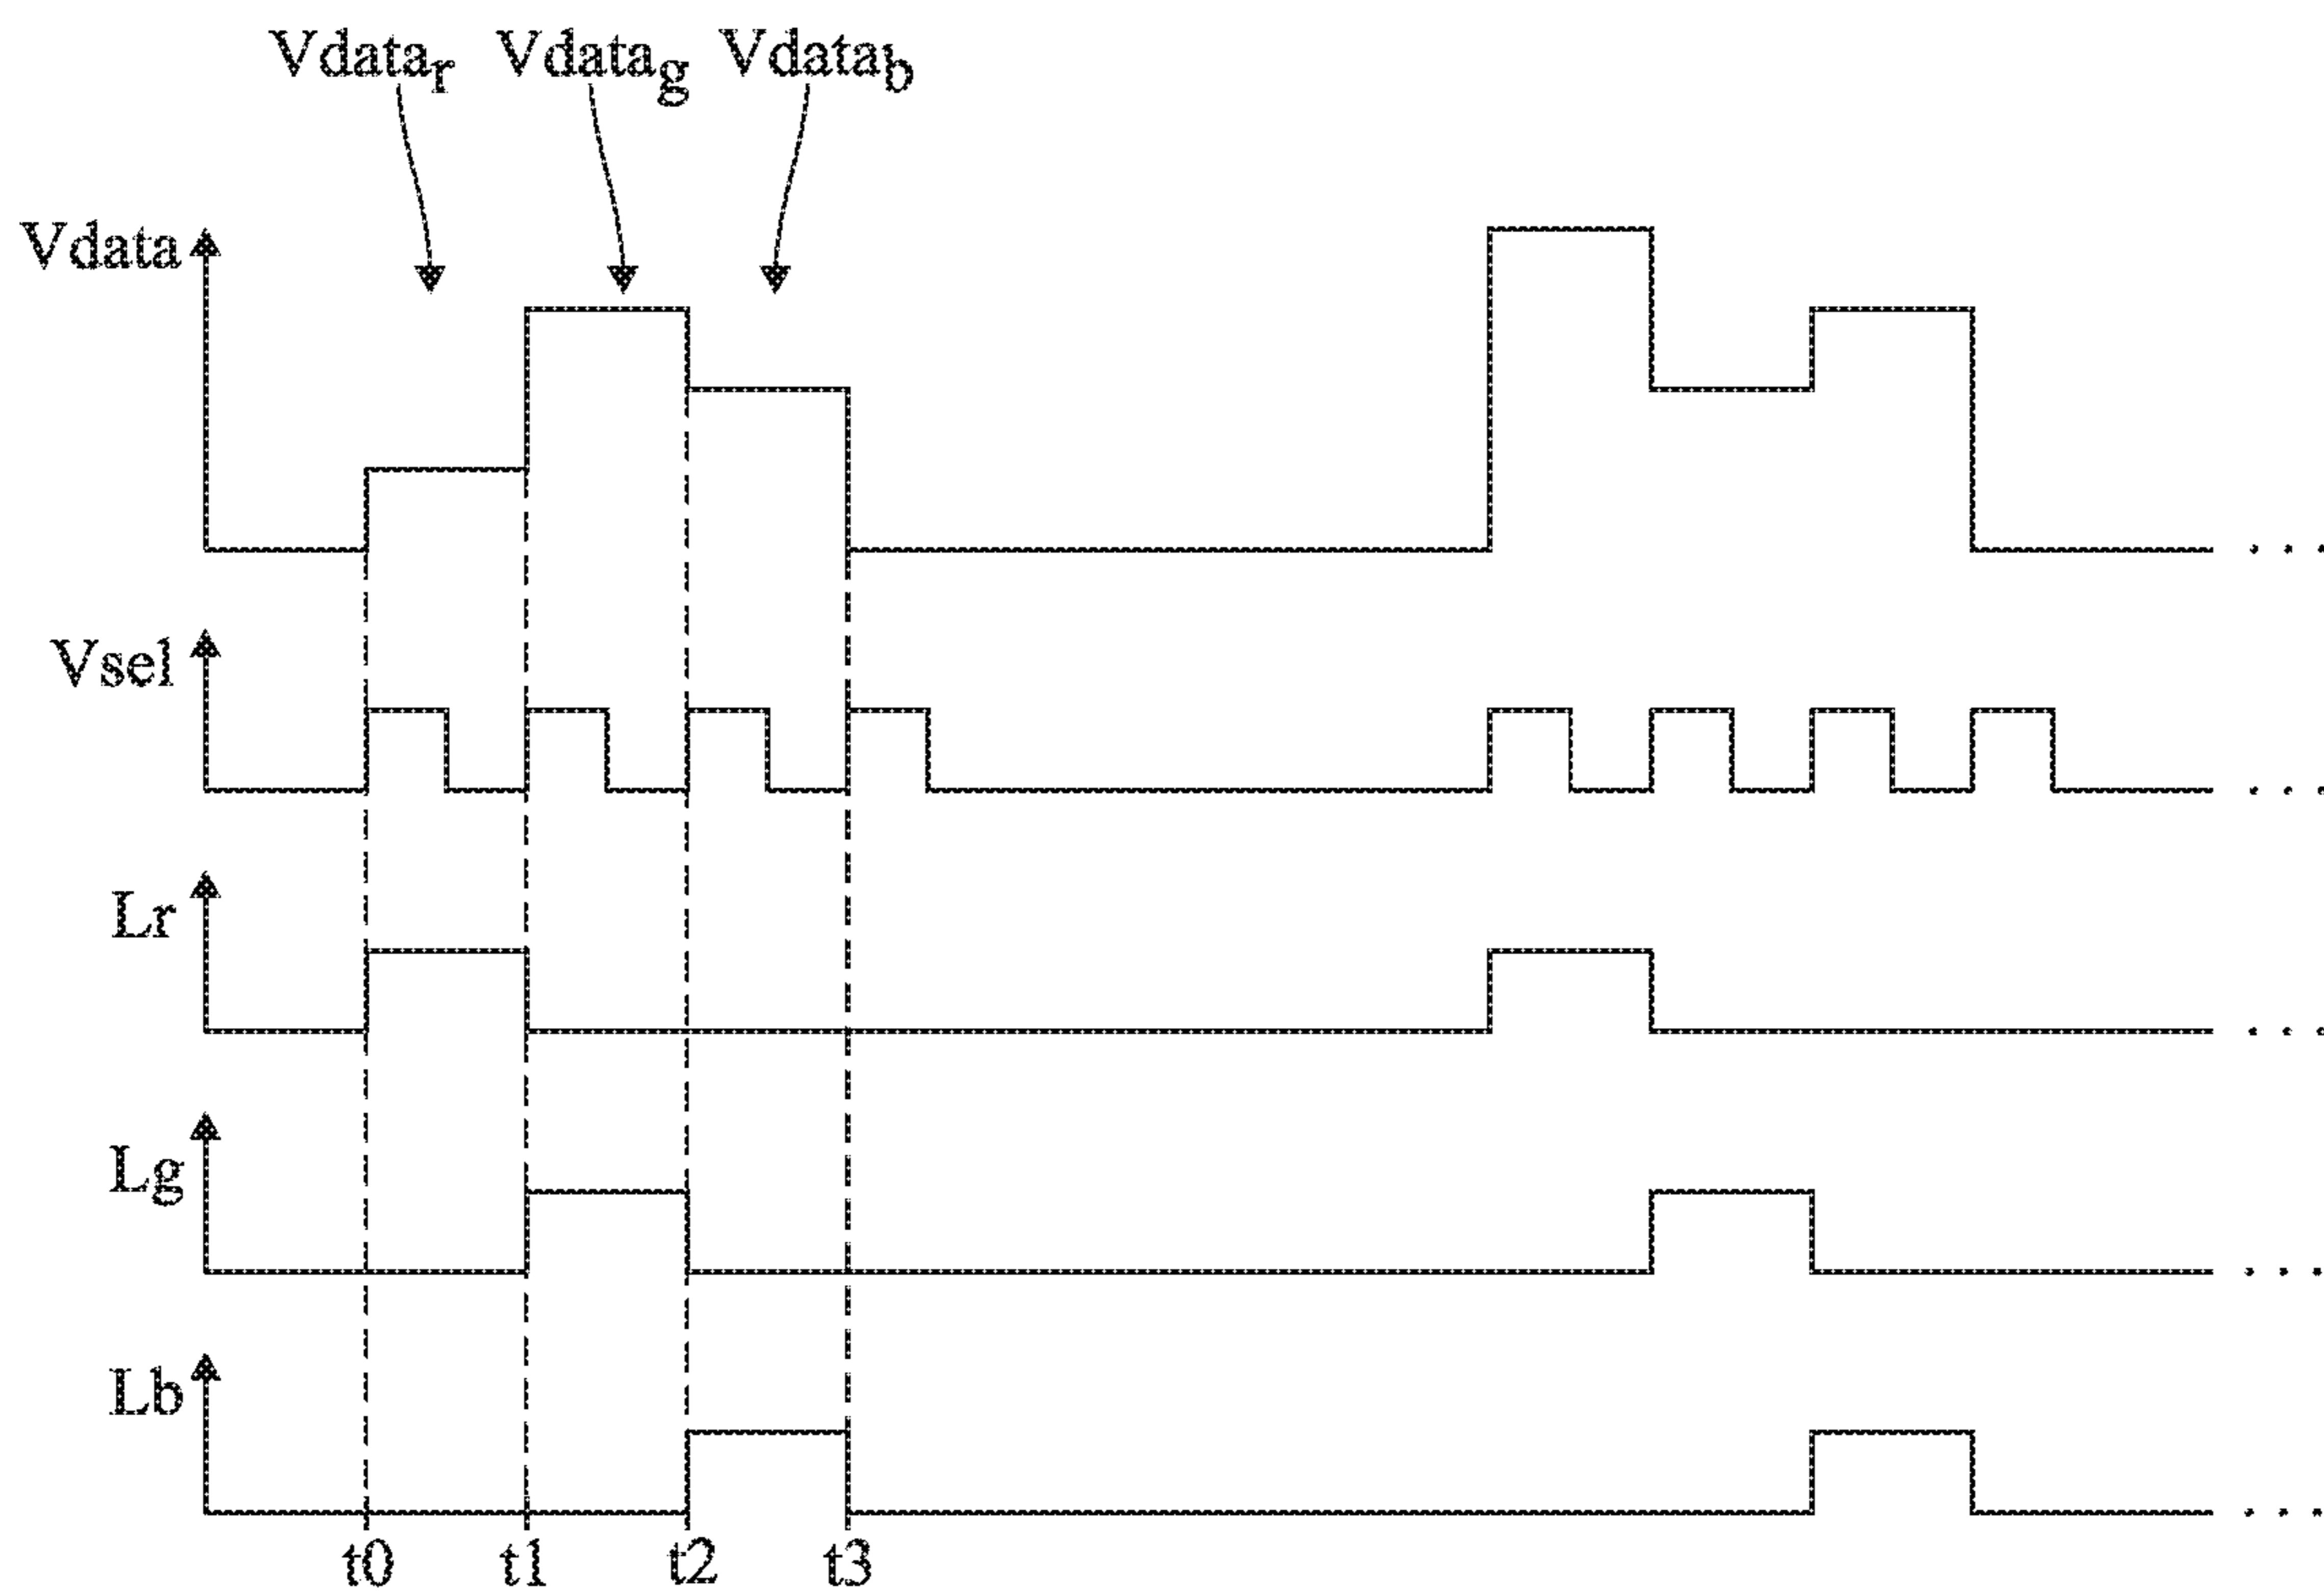 Vdatar Vdatag Vdatab
Vdata
. . .
Vsel
. . .
Lr
. . .
Lg
. . .
Lb
. . .
t0 t1 t2 t3